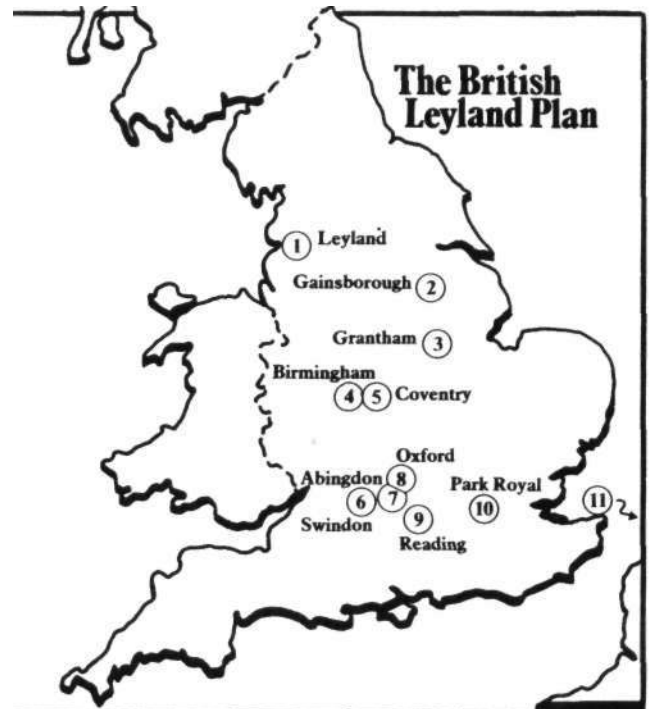 The British
Leyland Plan
1 Leyland
Gainsborough 2
Grantham 3
Birmingham
4 5 Coventry
Oxford
8
Abingdon
Park Royal
11
6 7
10
Swindon
9
Reading